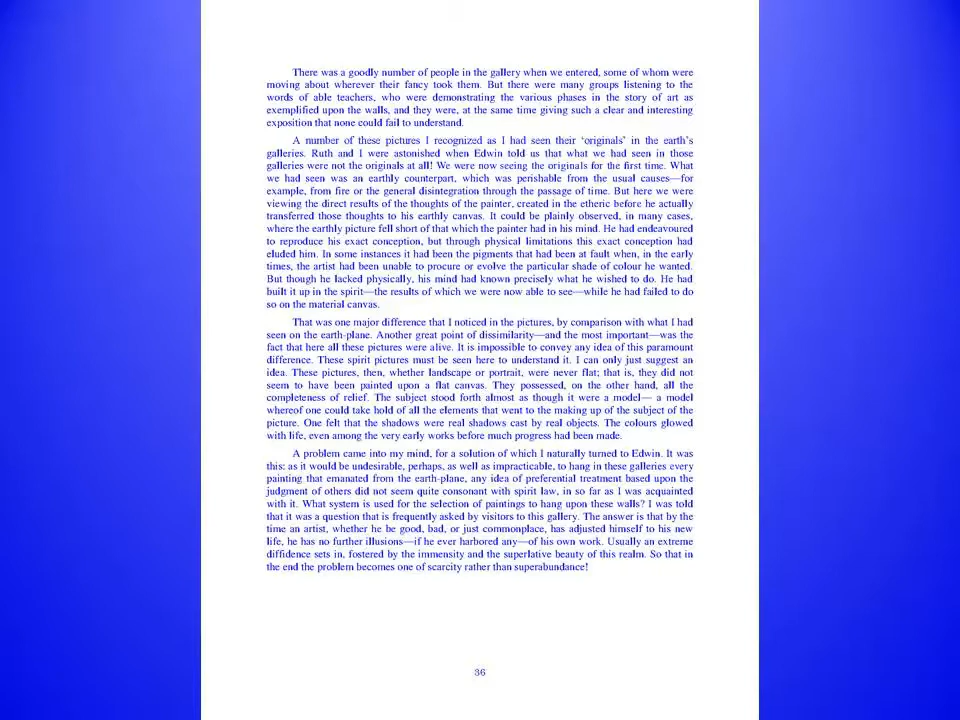 There was a goodly number of people in the gallery when we entered, some of whom were
moving about wherever their fancy took them. But there were many groups listening to the
words of able teachers, who were demonstrating the various phases in the story of art as
exemplified upon the walls, and they were, at the same time giving such a clear and interesting
exposition that none could fail to understand.
A number of these pictures I recognized as I had seen their ‘originals’ in the earth’s
galleries. Ruth and I were astonished when Edwin told us that what we had seen in those
galleries were not the originals at all! We were now seeing the originals for the first time. What
we had seen was an earthly counterpart, which was perishable from the usual causes—for
example, from fire or the general disintegration through the passage of time. But here we were
viewing the direct results of the thoughts of the painter, created in the etheric before he actually
transferred those thoughts to his earthly canvas. It could be plainly observed, in many cases,
where the earthly picture fell short of that which the painter had in his mind. He had endeavoured
to reproduce his exact conception, but through physical limitations this exact conception had
eluded him. In some instances it had been the pigments that had been at fault when, in the early
times, the artist had been unable to procure or evolve the particular shade of colour he wanted.
But though he lacked physically, his mind had known precisely what he wished to do. He had
built it up in the spirit—the results of which we were now able to see—while he had failed to do
so on the material canvas.
That was one major difference that I noticed in the pictures, by comparison with what I had
seen on the earth-plane. Another great point of dissimilarity—and the most important—was the
fact that here all these pictures were alive. It is impossible to convey any idea of this paramount
difference. These spirit pictures must be seen here to understand it. I can only just suggest an
idea. These pictures, then, whether landscape or portrait, were never flat; that is, they did not
seem to have been painted upon a flat canvas. They possessed, on the other hand, all the
completeness of relief. The subject stood forth almost as though it were a model— a model
whereof one could take hold of all the elements that went to the making up of the subject of the
picture. One felt that the shadows were real shadows cast by real objects. The colours glowed
with life, even among the very early works before much progress had been made.
A problem came into my mind, for a solution of which I naturally turned to Edwin. It was
this: as it would be undesirable, perhaps, as well as impracticable, to hang in these galleries every
painting that emanated from the earth-plane, any idea of preferential treatment based upon the
judgment of others did not seem quite consonant with spirit law, in so far as I was acquainted
with it. What system is used for the selection of paintings to hang upon these walls? I was told
that it was a question that is frequently asked by visitors to this gallery. The answer is that by the
time an artist, whether he be good, bad, or just commonplace, has adjusted himself to his new
life, he has no further illusions—if he ever harbored any—of his own work. Usually an extreme
diffidence sets in, fostered by the immensity and the superlative beauty of this realm. So that in
the end the problem becomes one of scarcity rather than superabundance!
36